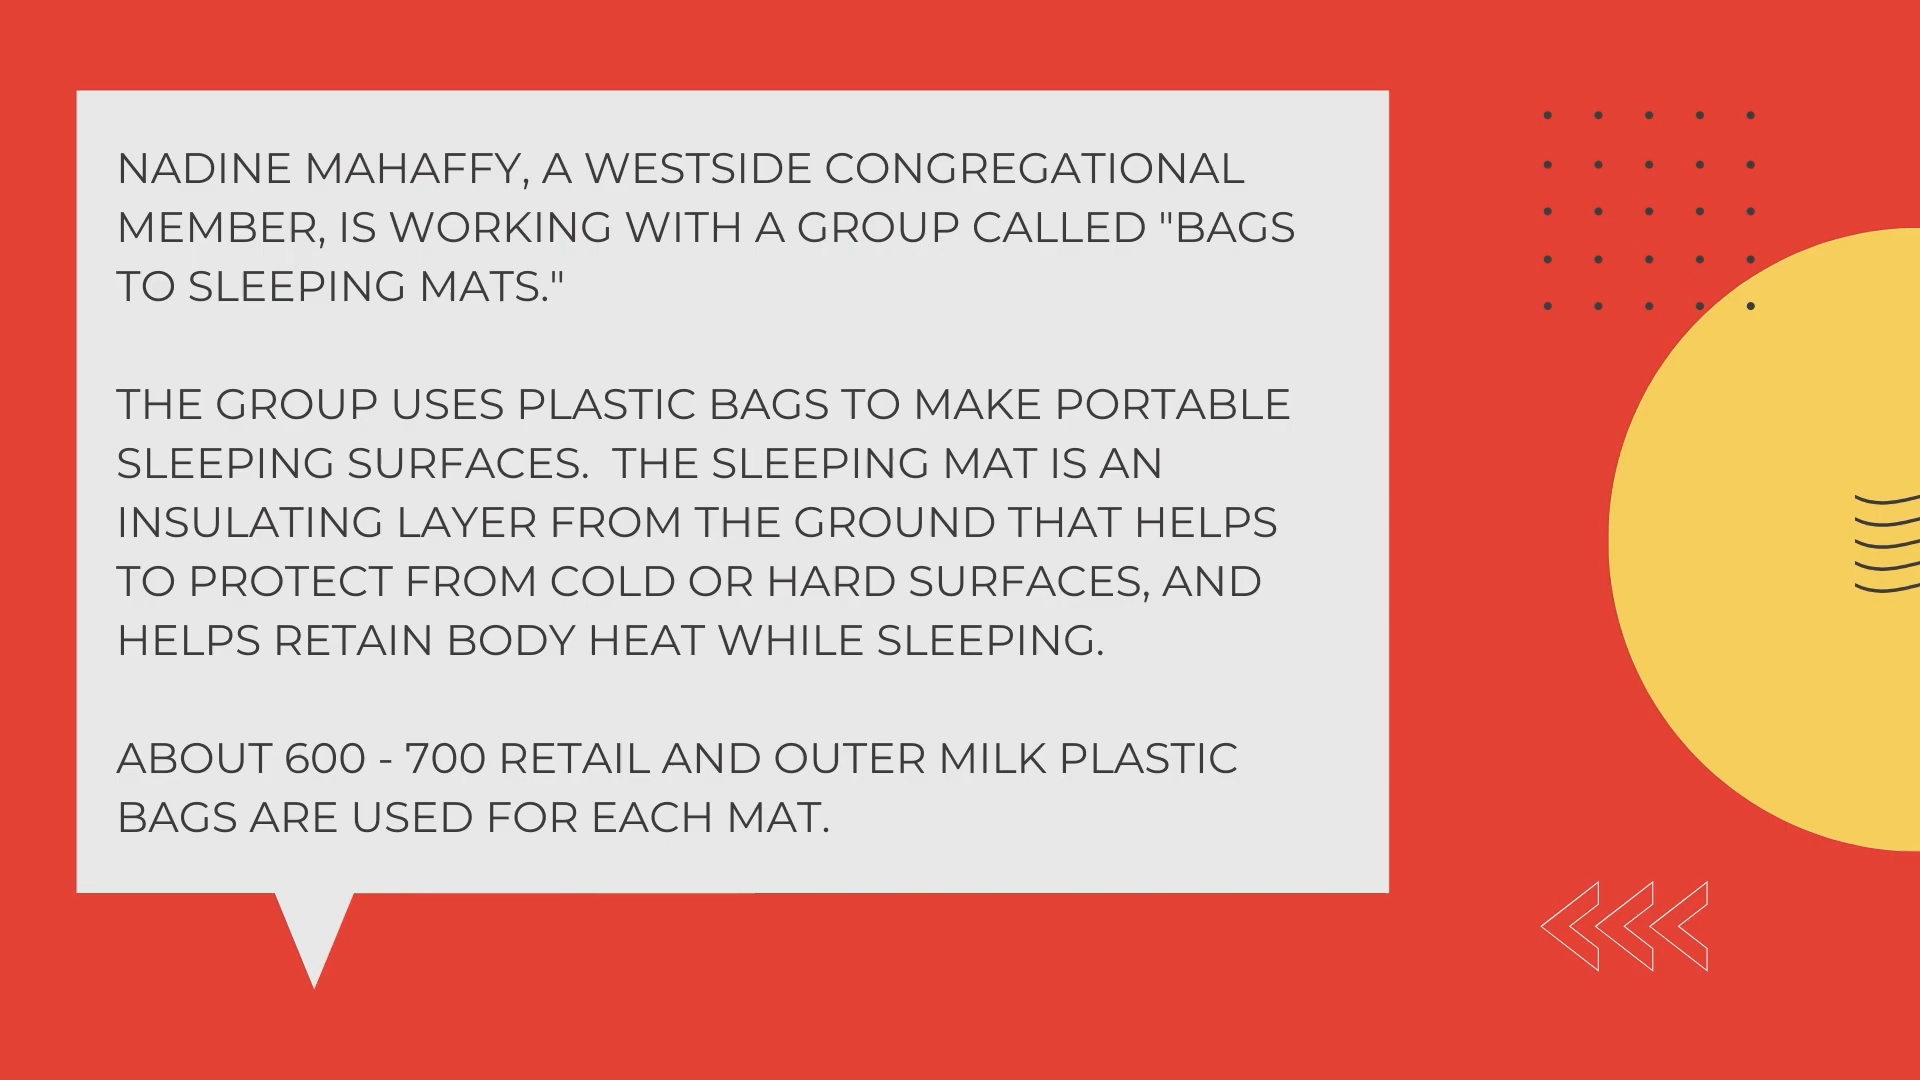 NADINE MAHAFFY, A WESTSIDE CONGREGATIONAL
MEMBER, IS WORKING WITH A GROUP CALLED "BAGS
TO SLEEPING MATS."
THE GROUP USES PLASTIC BAGS TO MAKE PORTABLE
SLEEPING SURFACES.  THE SLEEPING MAT IS AN
INSULATING LAYER FROM THE GROUND THAT HELPS
TO PROTECT FROM COLD OR HARD SURFACES, AND
HELPS RETAIN BODY HEAT WHILE SLEEPING.
ABOUT 600 - 700 RETAIL AND OUTER MILK PLASTIC
BAGS ARE USED FOR EACH MAT.